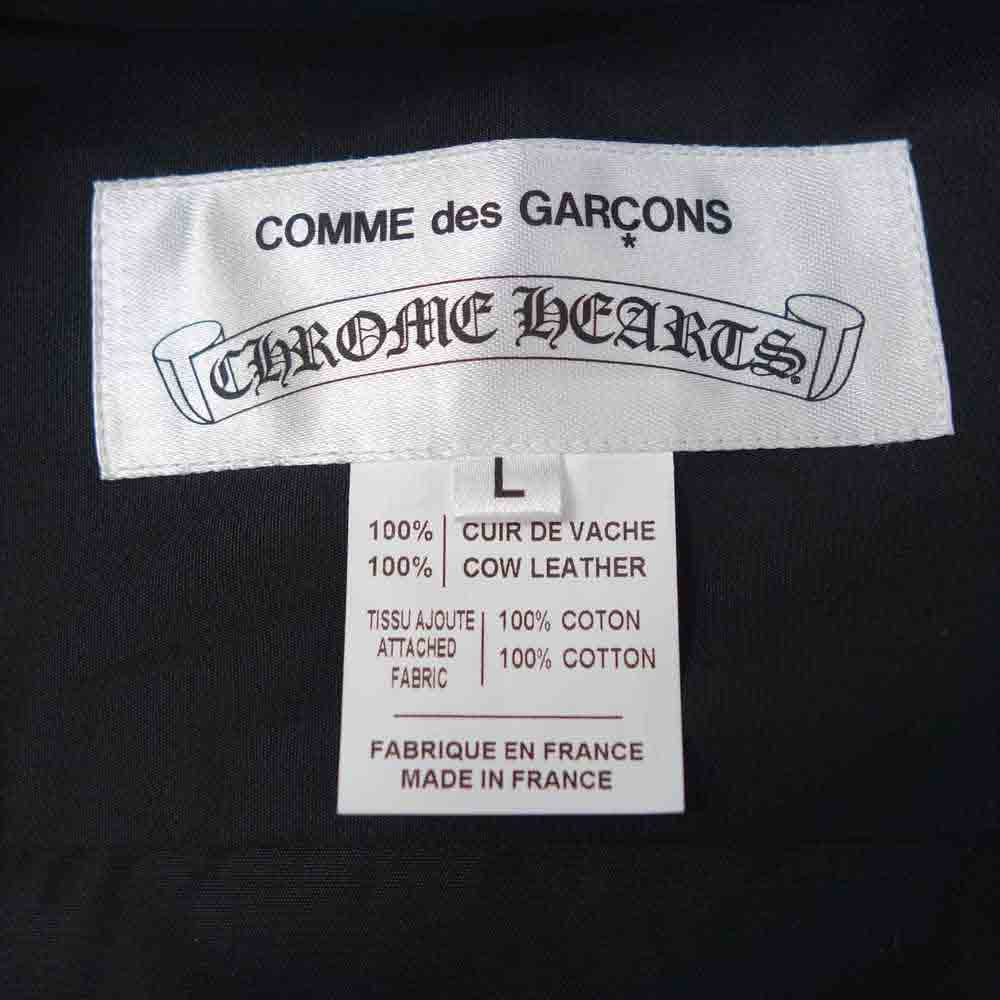 COMME des GARÇONS
*
CHROME HEARTS.
L
100% CUIR DE VACHE
100% COW LEATHER
TISSU AJOUTE 100% COTON
ATTACHED 100% COTTON
FABRIC
FABRIQUE EN FRANCE
MADE IN FRANCE